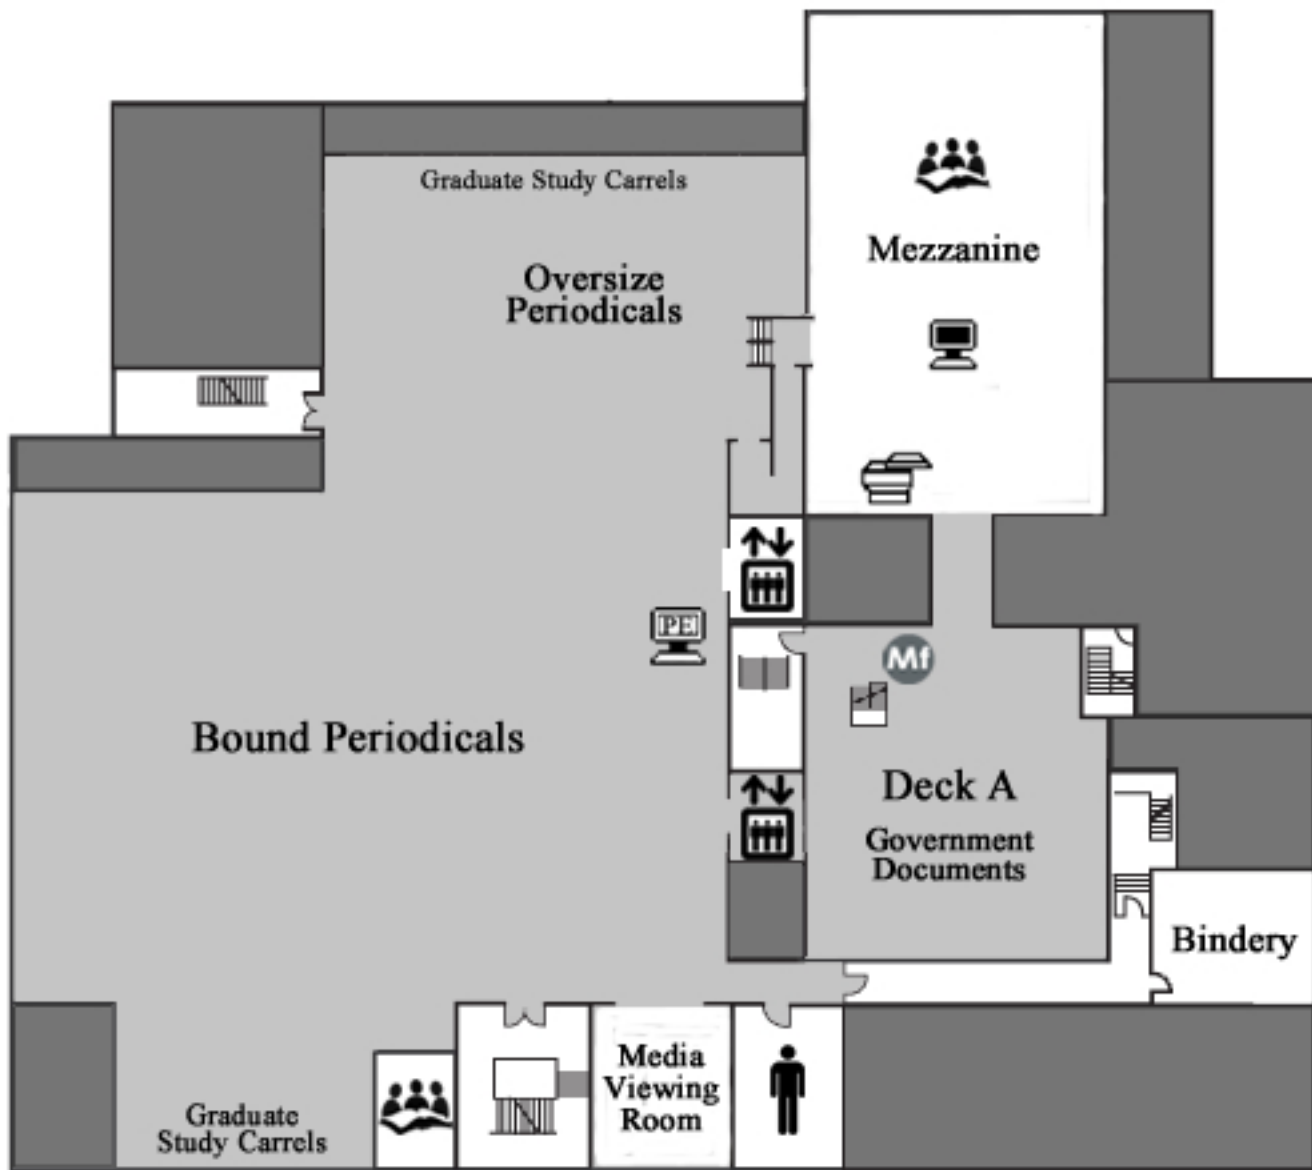 Graduate Study Carrels
Oversize
Periodicals
Mezzanine
PE
Mf
Bound Periodicals
Deck A
Government
Documents
Bindery
Media
Viewing
Room
Graduate
Study Carrels